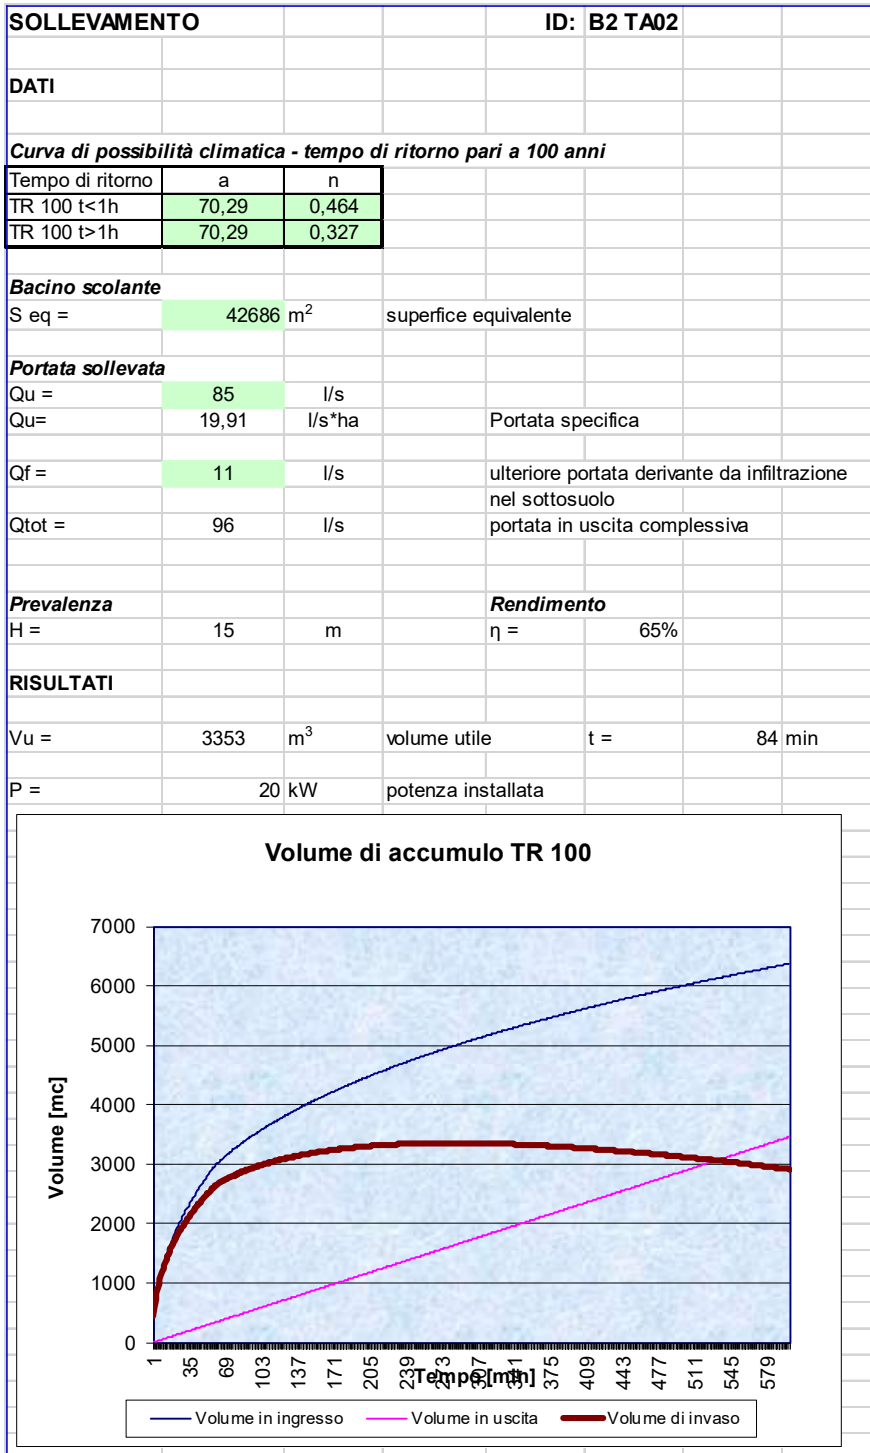 SOLLEVAMENTO ID: B2 TA02
DATI
Curva di possibilità climatica - tempo di ritorno pari a 100 anni
Tempo di ritorno a n
TR 100 t<1h 70,29 0,464
TR 100 t>1h 70,29 0,327
Bacino scolante
S eq = 42686 m² superfice equivalente
Portata sollevata
Qu = 85 l/s
Qu= 19,91 l/s*ha Portata specifica
Qf = 11 l/s ulteriore portata derivante da infiltrazione
nel sottosuolo
Qtot = 96 l/s portata in uscita complessiva
Prevalenza Rendimento
H = 15 m η = 65%
RISULTATI
Vu = 3353 m³ volume utile t = 84 min
P = 20 kW potenza installata
Volume di accumulo TR 100
7000
6000
5000
4000
3000
2000
1000
0
Volume [mc]
1 35 69 103 137 171 205 239 273 307 341 375 409 443 477 511 545 579
Tempo [min]
Volume in ingresso Volume in uscita Volume di invaso